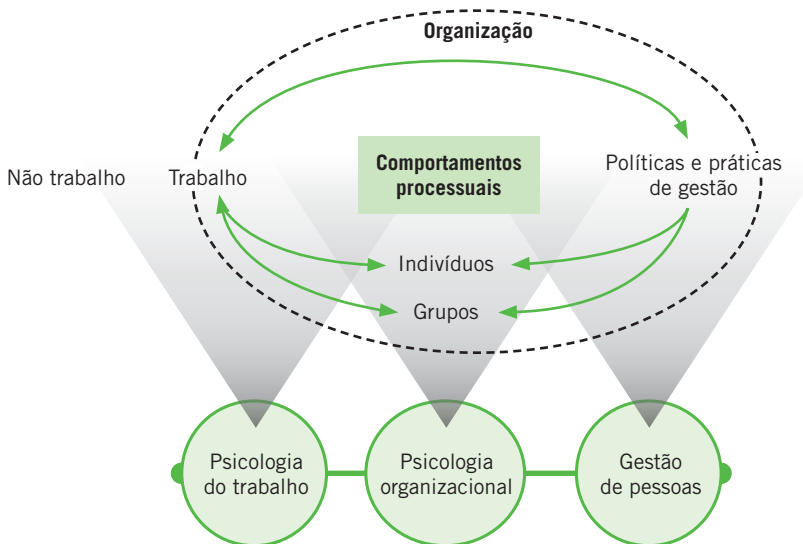 Organização
Não trabalho
Trabalho
Comportamentos
processuais
Políticas e práticas
de gestão
Indivíduos
Grupos
Psicologia
do trabalho
Psicologia
organizacional
Gestão
de pessoas